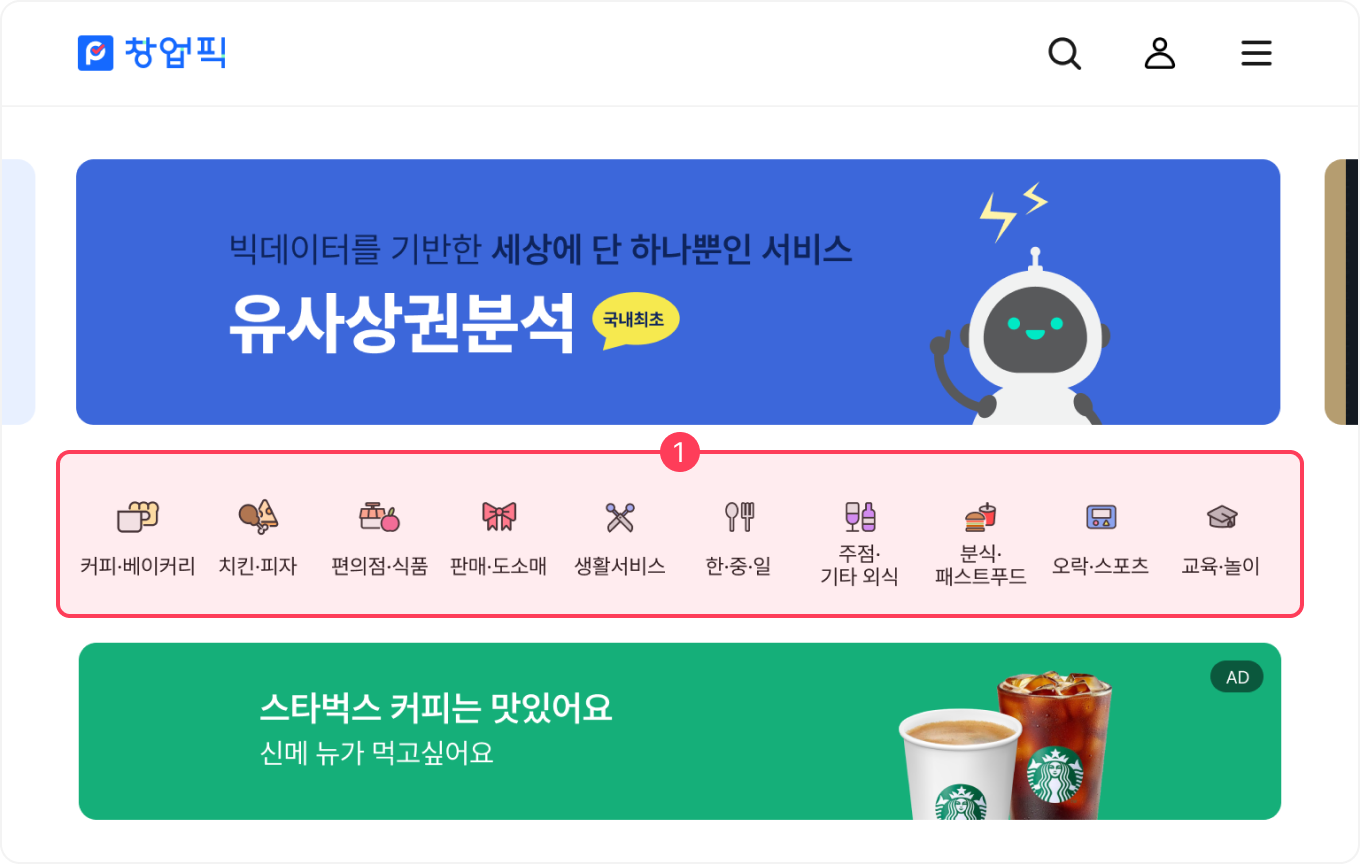 창업픽
빅데이터를 기반한 세상에 단 하나뿐인 서비스
유사상권분석
국내최초
1
커피·베이커리
치킨·피자
편의점·식품
판매·도소매
생활서비스
한·중·일
주점·
기타 외식
분식·
패스트푸드
오락·스포츠
교육·놀이
AD
스타벅스 커피는 맛있어요
신메 뉴가 먹고싶어요